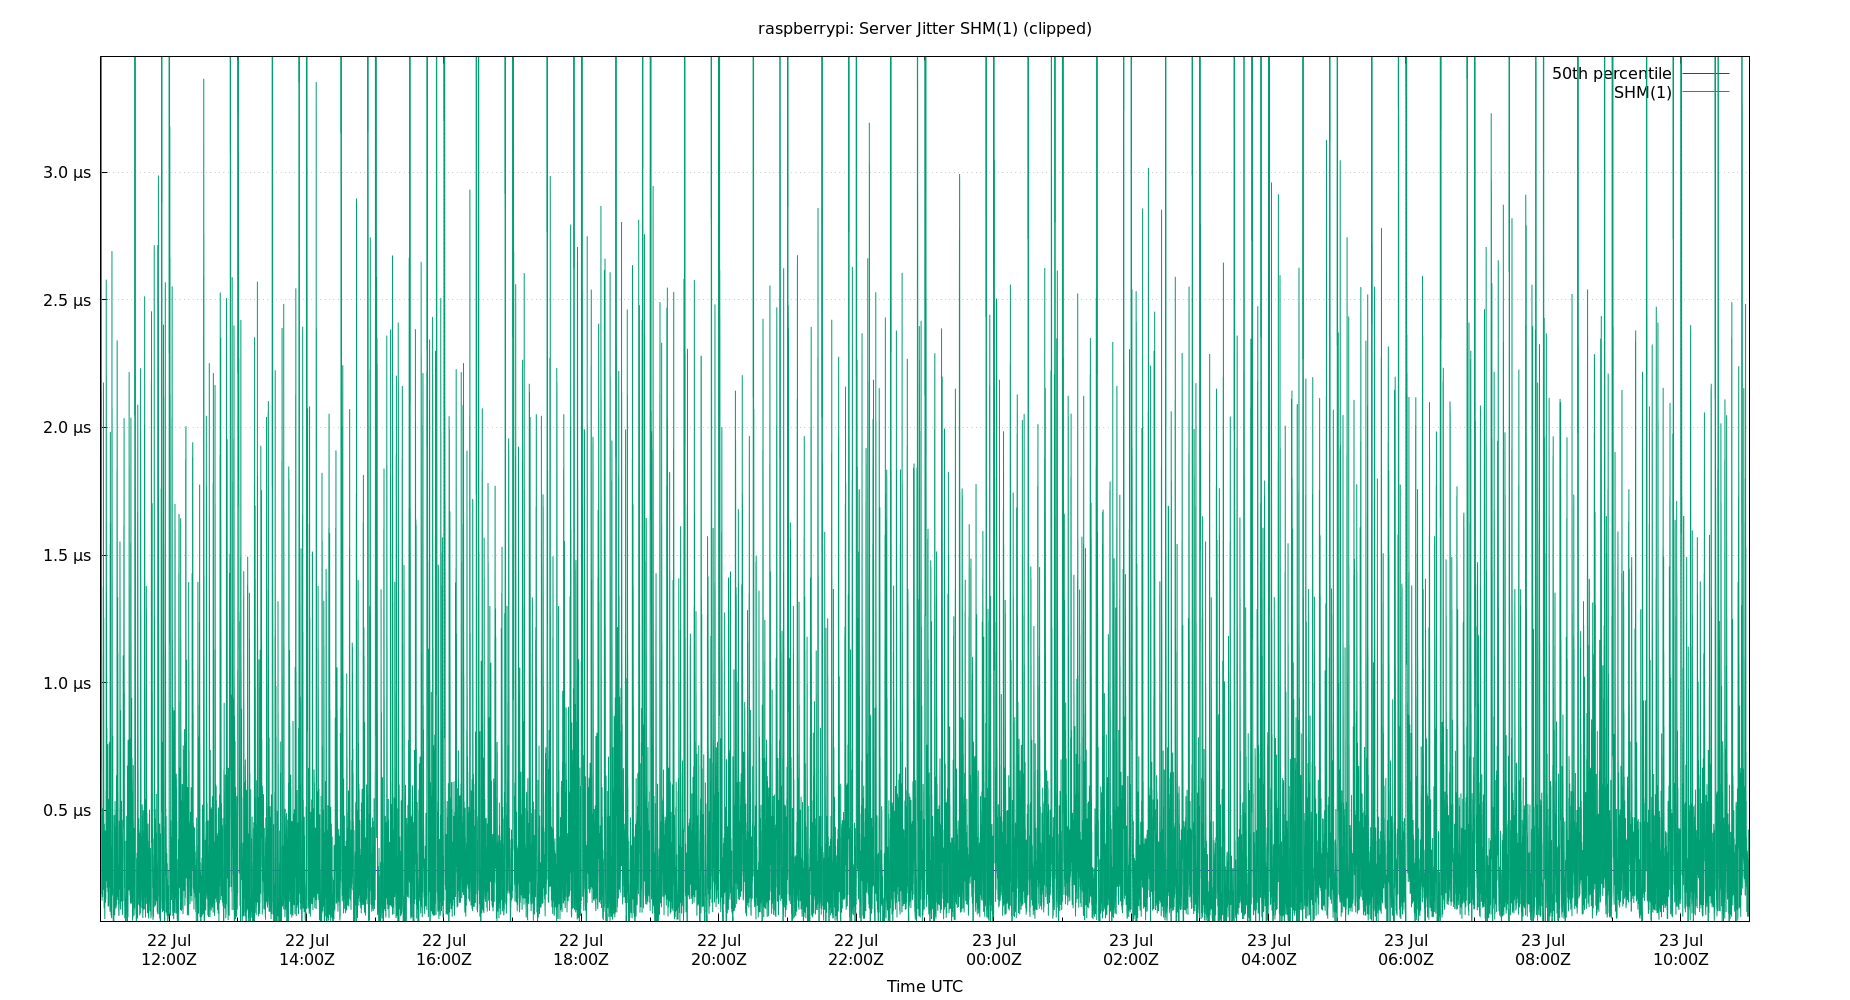 raspberrypi: Server Jitter SHM(1) (clipped)
50th percentile
SHM(1)
3.0 µs
2.5 µs
2.0 µs
1.5 µs
1.0 µs
0.5 µs
22 Jul 22 Jul 22 Jul 22 Jul 22 Jul 22 Jul 23 Jul 23 Jul 23 Jul 23 Jul 23 Jul 23 Jul
12:00Z 14:00Z 16:00Z 18:00Z 20:00Z 22:00Z 00:00Z 02:00Z 04:00Z 06:00Z 08:00Z 10:00Z
Time UTC